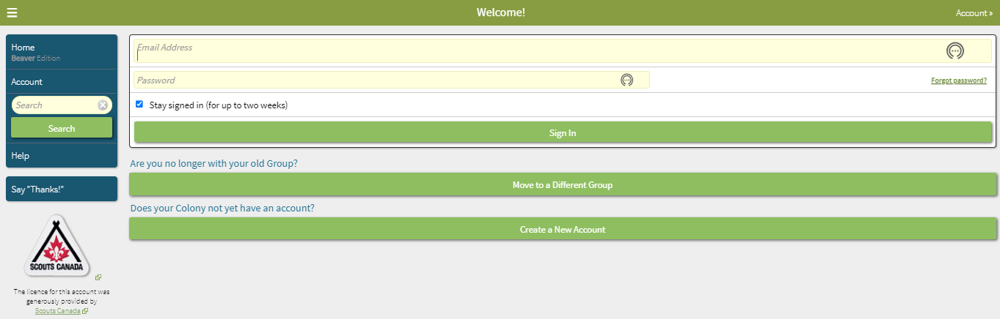 Welcome!
Account »
Home
Beaver Edition
Account
Search
Search
Help
Say "Thanks!"
SCOUTS CANADA
The licence for this account was
generously provided by
Scouts Canada
Email Address
Password
Forgot password?
Stay signed in (for up to two weeks)
Sign In
Are you no longer with your old Group?
Move to a Different Group
Does your Colony not yet have an account?
Create a New Account